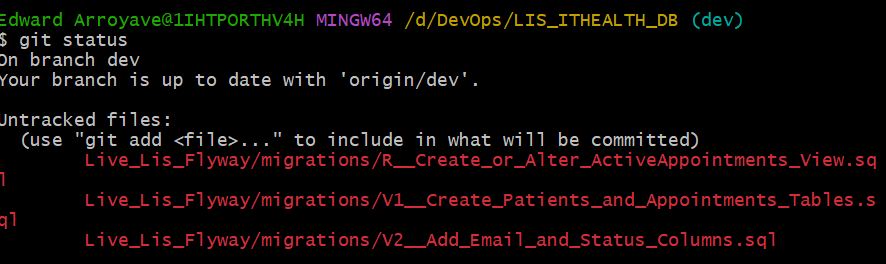 Edward Arroyave@1IHTPORTHV4H MINGW64 /d/DevOps/LIS_ITHEALTH_DB (dev)
$ git status
On branch dev
Your branch is up to date with 'origin/dev'.
Untracked files:
(use "git add <file>..." to include in what will be committed)
Live_Lis_Flyway/migrations/R__Create_or_Alter_ActiveAppointments_View.sq
l
Live_Lis_Flyway/migrations/V1__Create_Patients_and_Appointments_Tables.s
ql
Live_Lis_Flyway/migrations/V2__Add_Email_and_Status_Columns.sql